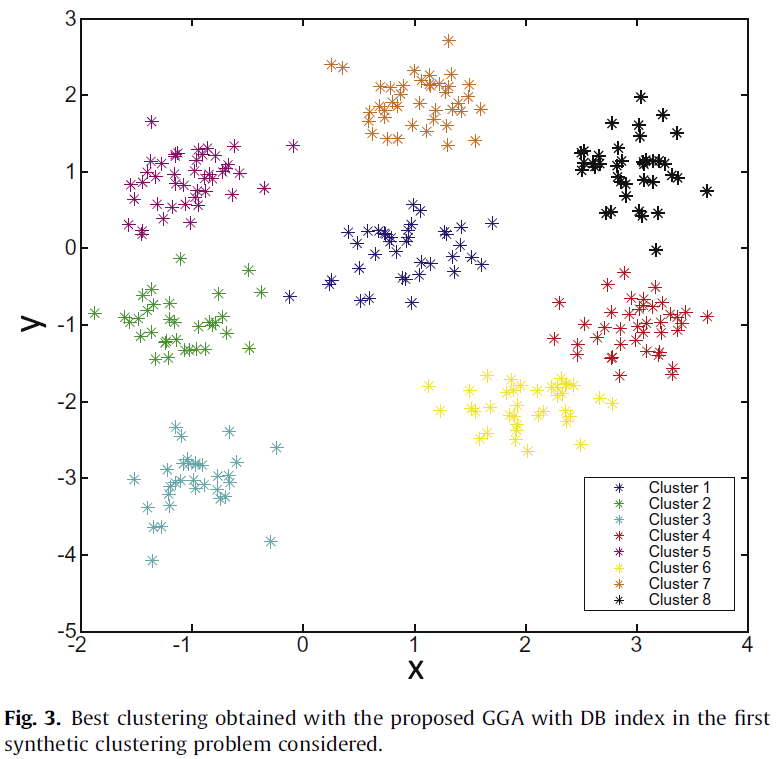 3
2
1
0
-1
-2
-3
-4
-5
y
-2
-1
0
1
2
3
4
x
Cluster 1
Cluster 2
Cluster 3
Cluster 4
Cluster 5
Cluster 6
Cluster 7
Cluster 8
Fig. 3. Best clustering obtained with the proposed GGA with DB index in the first
synthetic clustering problem considered.